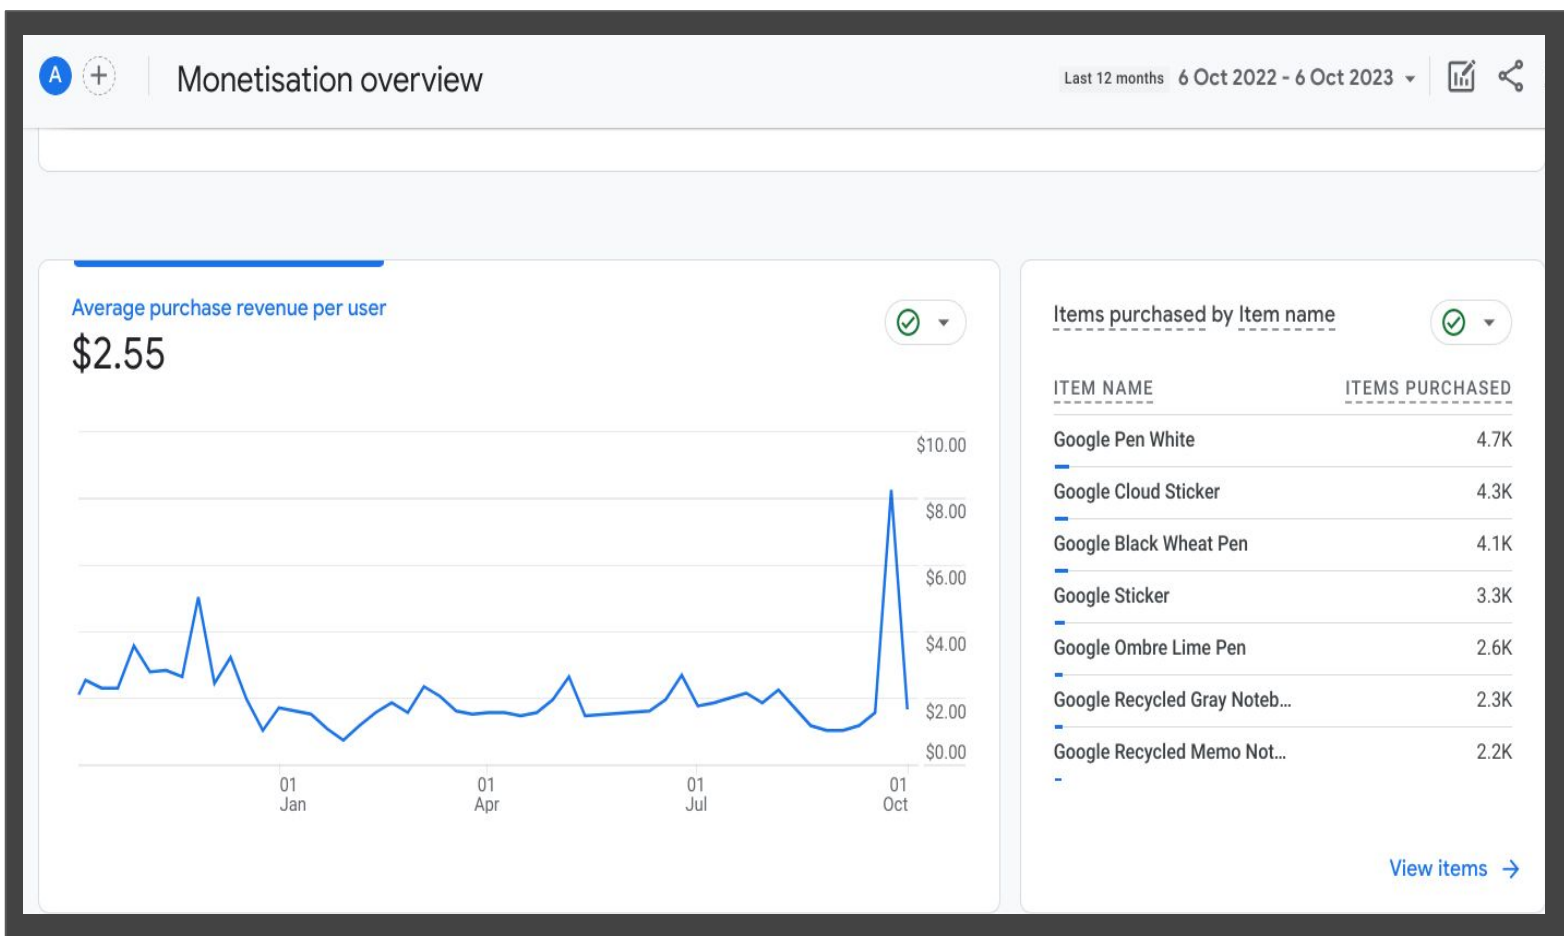 A
Monetisation overview
Last 12 months 6 Oct 2022 - 6 Oct 2023
Average purchase revenue per user
$2.55
$10.00
$8.00
$6.00
$4.00
$2.00
$0.00
01 Jan
01 Apr
01 Jul
01 Oct
Items purchased by Item name
ITEM NAME ITEMS PURCHASED
Google Pen White 4.7K
Google Cloud Sticker 4.3K
Google Black Wheat Pen 4.1K
Google Sticker 3.3K
Google Ombre Lime Pen 2.6K
Google Recycled Gray Noteb... 2.3K
Google Recycled Memo Not... 2.2K
View items